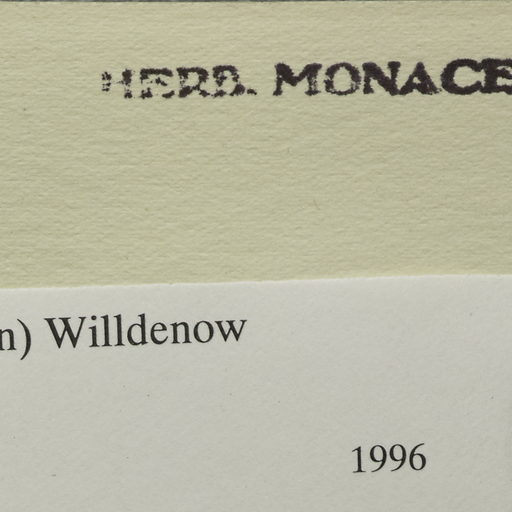 HERB. MONACE
n) Willdenow
1996